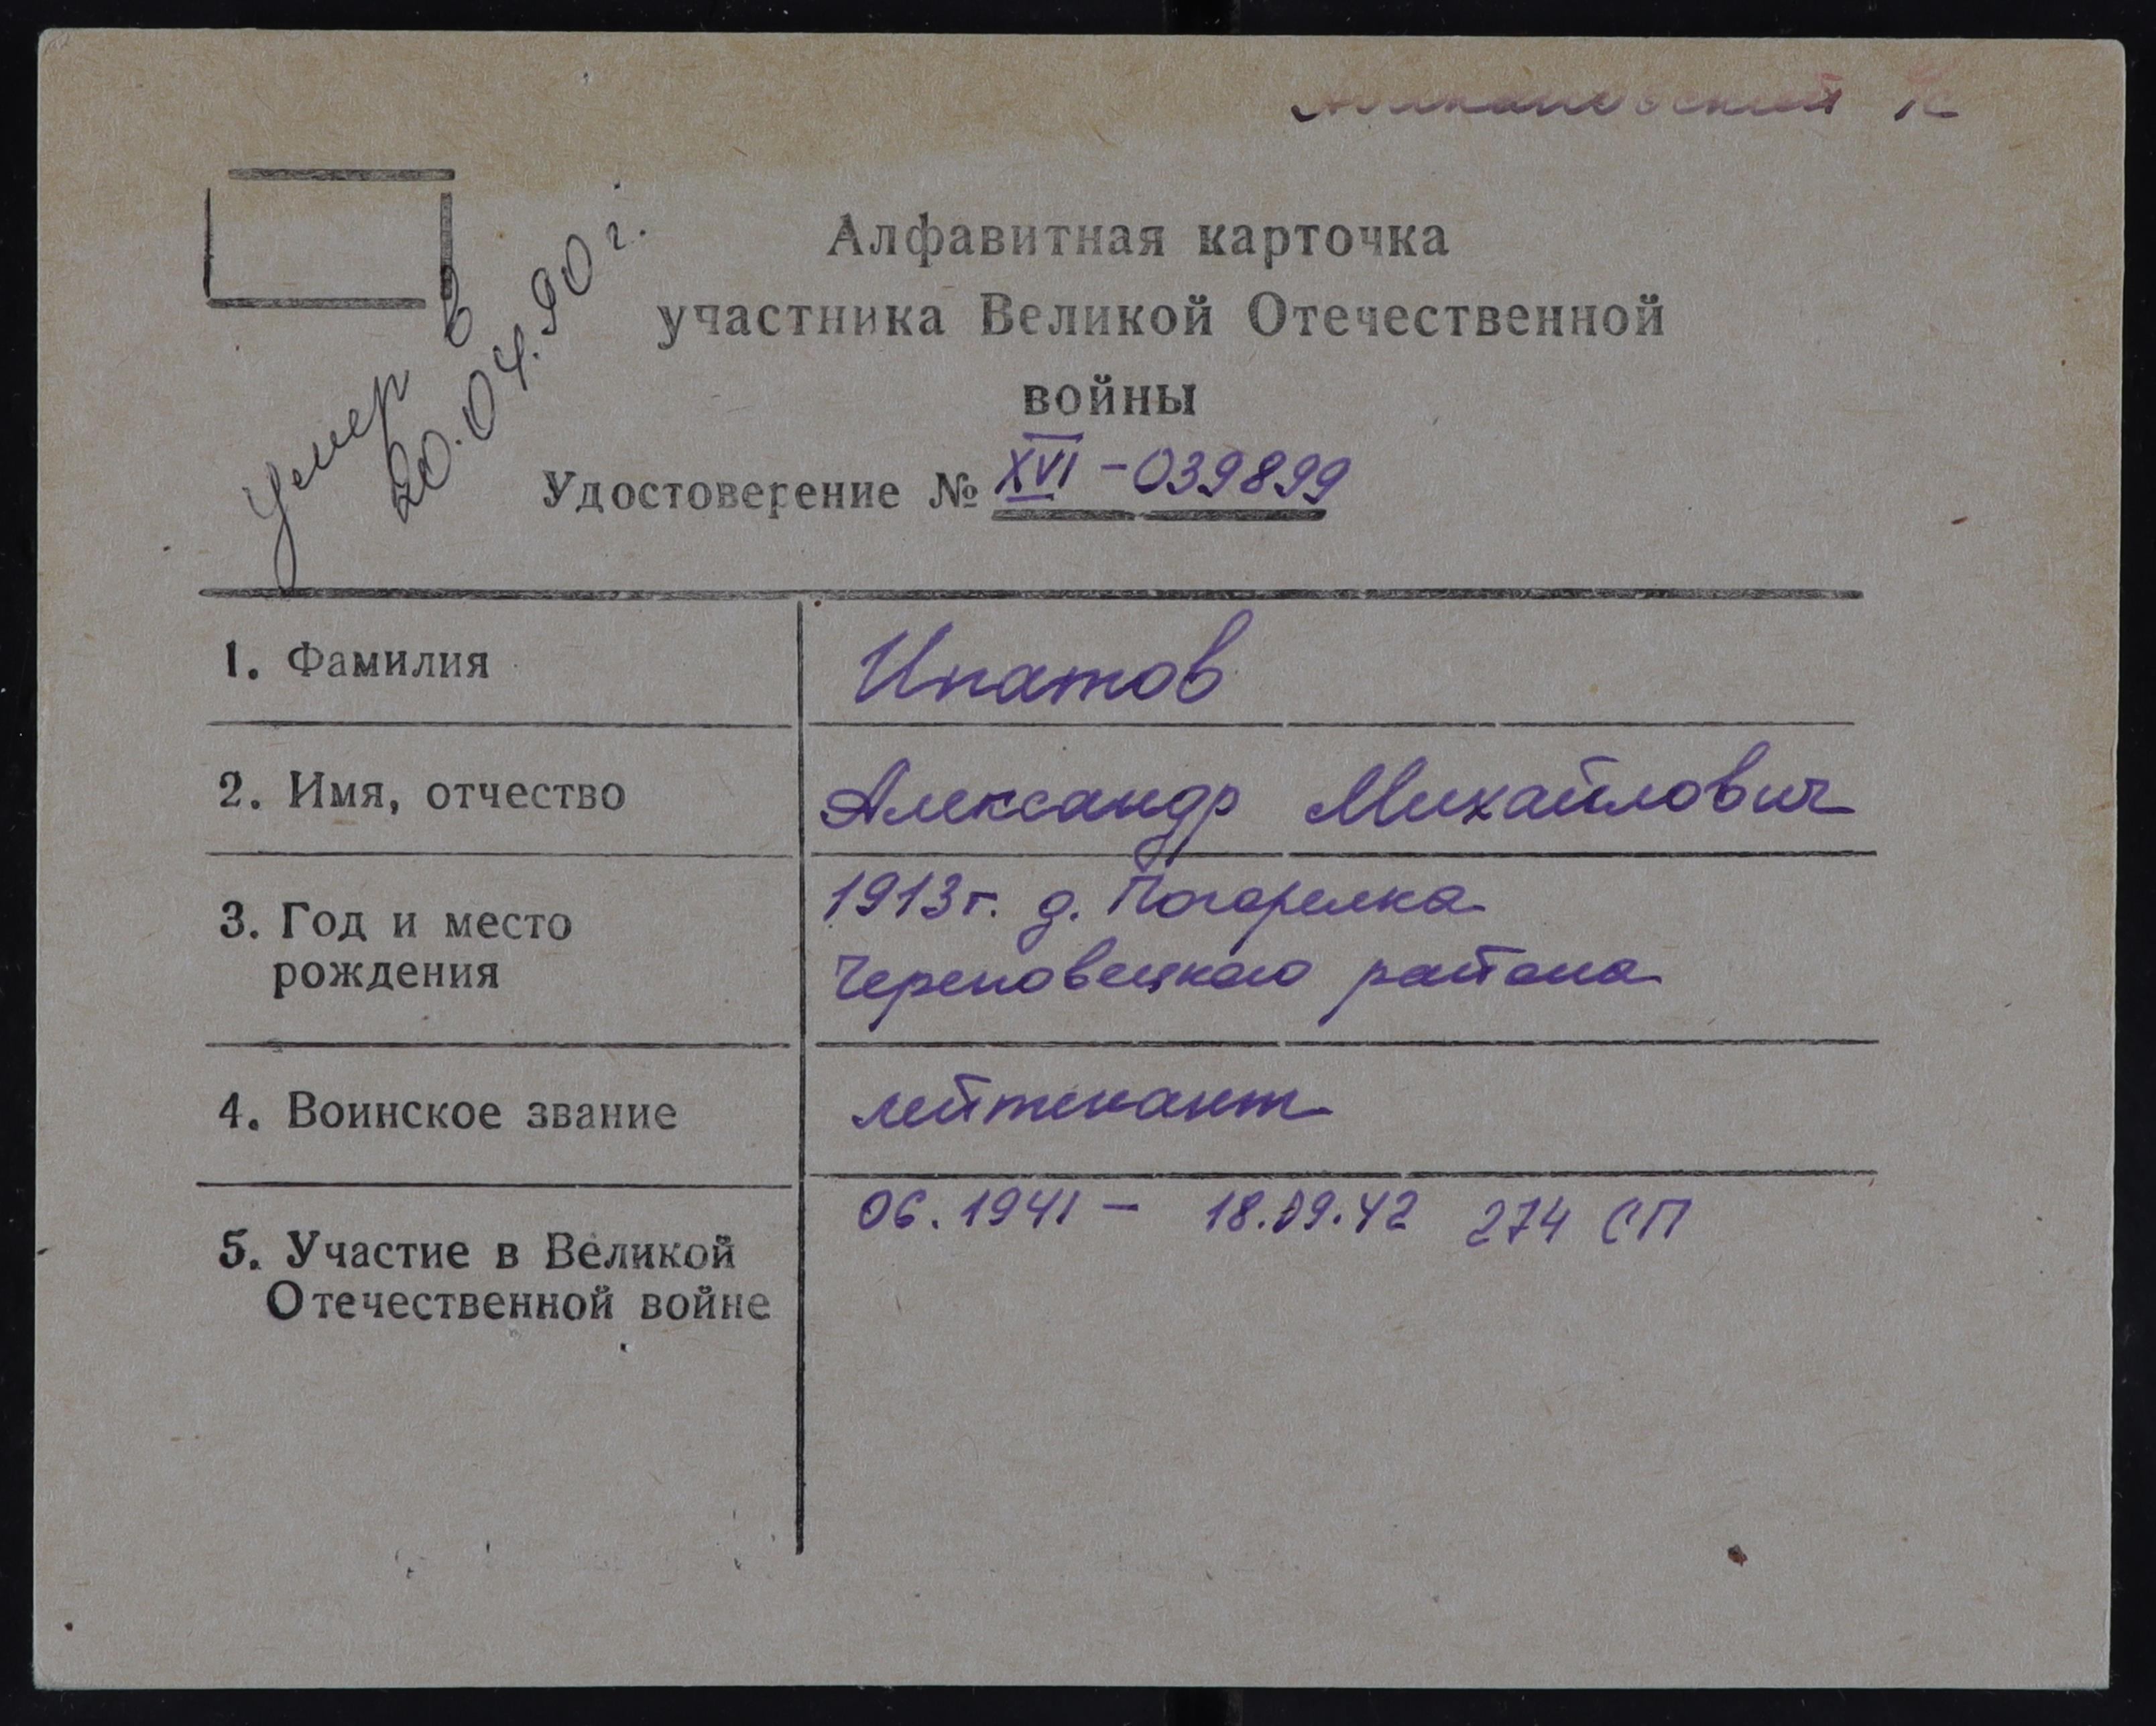 Алфавитная карточка
участника Великой Отечественной
войны
Умер в
20.04.90 г.
Удостоверение № XVI - 039899
1. Фамилия
Ипатов
2. Имя, отчество
Александр Михайлович
3. Год и место
рождения
1913г. д. Погорелка
Череповецкого района
4. Воинское звание
лейтенант
5. Участие в Великой
Отечественной войне
06.1941 - 18.09.42 274 СП